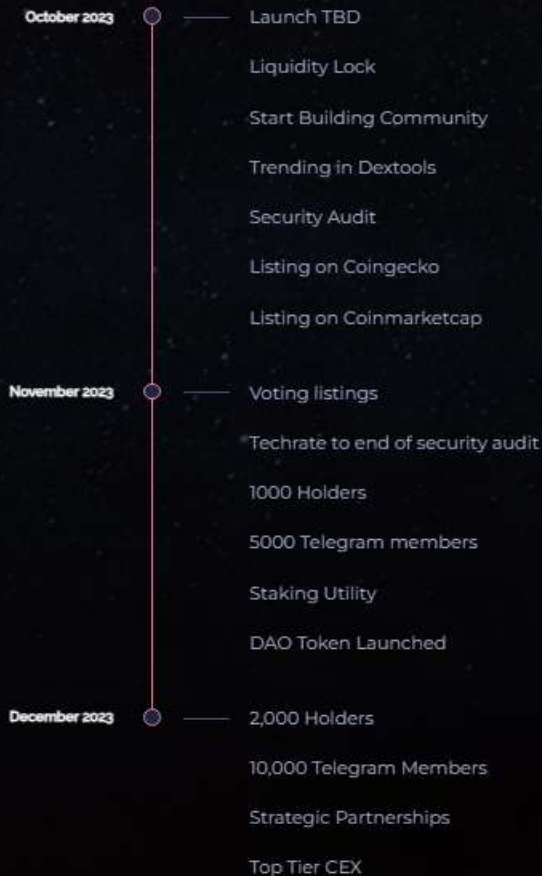 October 2023
Launch TBD
Liquidity Lock
Start Building Community
Trending in Dextools
Security Audit
Listing on Coingecko
Listing on Coinmarketcap
November 2023
Voting listings
Techrate to end of security audit
1000 Holders
5000 Telegram members
Staking Utility
DAO Token Launched
December 2023
2,000 Holders
10,000 Telegram Members
Strategic Partnerships
Top Tier CEX